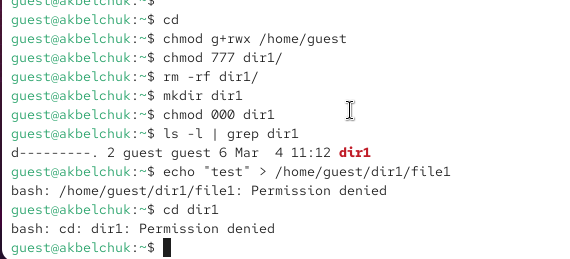 guest@akbelchuk:~$
guest@akbelchuk:~$ cd
guest@akbelchuk:~$ chmod g+rwx /home/guest
guest@akbelchuk:~$ chmod 777 dir1/
guest@akbelchuk:~$ rm -rf dir1/
guest@akbelchuk:~$ mkdir dir1
guest@akbelchuk:~$ chmod 000 dir1
guest@akbelchuk:~$ ls -l | grep dir1
d---------. 2 guest guest 6 Mar  4 11:12 dir1
guest@akbelchuk:~$ echo "test" > /home/guest/dir1/file1
bash: /home/guest/dir1/file1: Permission denied
guest@akbelchuk:~$ cd dir1
bash: cd: dir1: Permission denied
guest@akbelchuk:~$